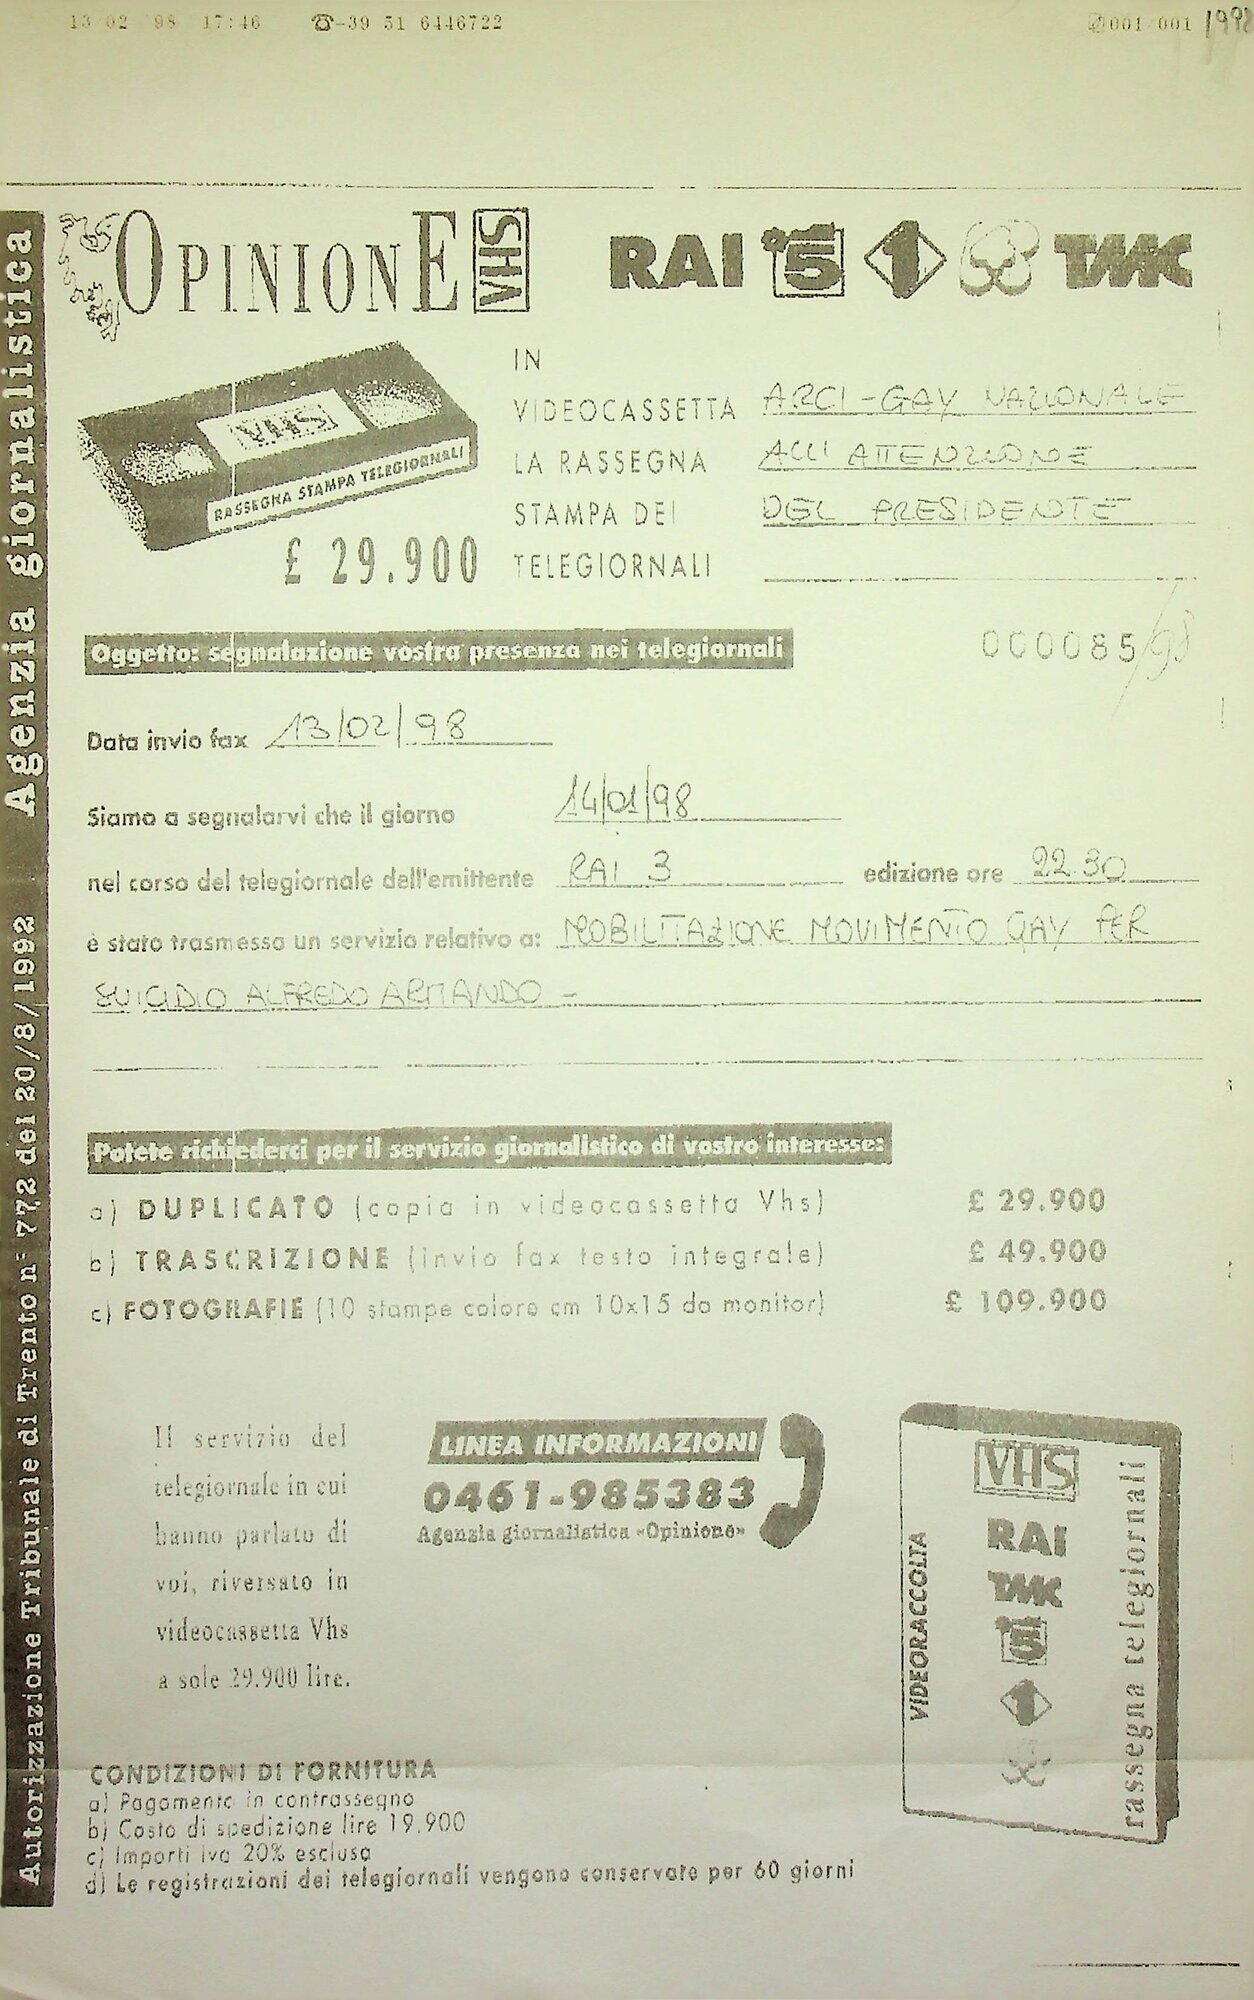 13 02 98 17:46 ☎-39 51 6446722 001/001
1998
Agenzia giornalistica
Autorizzazione Tribunale di Trento n° 772 del 20/8/1992
OPINIONE VHS
RAI 5 1 TMC
VHS
RASSEGNA STAMPA TELEGIORNALI
£ 29.900
IN
VIDEOCASSETTA
LA RASSEGNA
STAMPA DEI
TELEGIORNALI
ARCI-GAY NAZIONALE
ALL'ATTENZIONE
DEL PRESIDENTE
Oggetto: segnalazione vostra presenza nei telegiornali
000085/98
Data invio fax 13/02/98
Siamo a segnalarvi che il giorno 14/01/98
nel corso del telegiornale dell'emittente RAI 3 edizione ore 22.30
è stato trasmesso un servizio relativo a: MOBILITAZIONE MOVIMENTO GAY PER
SUICIDIO ALFREDO ARMANDO -
Potete richiederci per il servizio giornalistico di vostro interesse:
a) DUPLICATO (copia in videocassetta Vhs) £ 29.900
b) TRASCRIZIONE (invio fax testo integrale) £ 49.900
c) FOTOGRAFIE (10 stampe colore cm 10x15 da monitor) £ 109.900
Il servizio del
telegiornale in cui
hanno parlato di
voi, riversato in
videocassetta Vhs
a sole 29.900 lire.
LINEA INFORMAZIONI
0461-985383
Agenzia giornalistica «Opinione»
VIDEORACCOLTA
VHS
RAI
TMC
5
1
rassegna telegiornali
CONDIZIONI DI FORNITURA
a) Pagamento in contrassegno
b) Costo di spedizione lire 19.900
c) Importi iva 20% esclusa
d) Le registrazioni dei telegiornali vengono conservate per 60 giorni